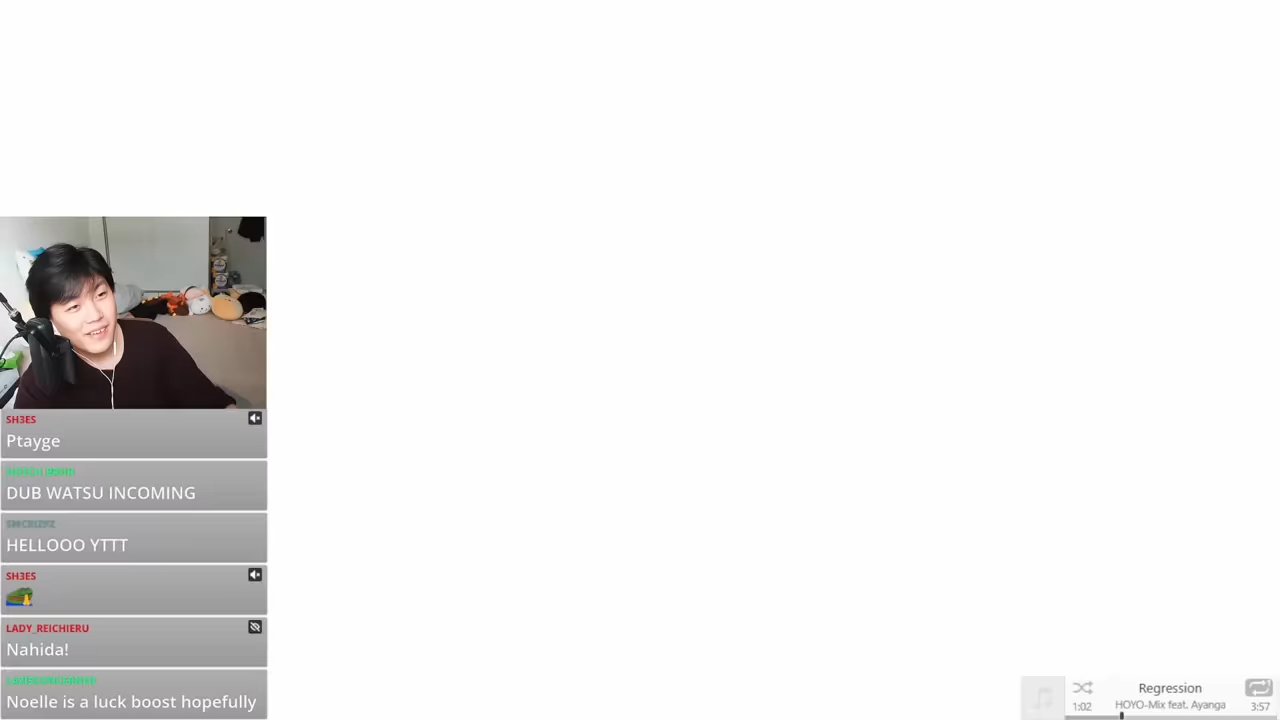 SH3ES
Ptayge
DUB WATSU INCOMING
HELLOOO YTTT
SH3ES
LADY_REICHIERU
Nahida!
Noelle is a luck boost hopefully
Regression
1:02
HOYO-Mix feat. Ayanga
3:57